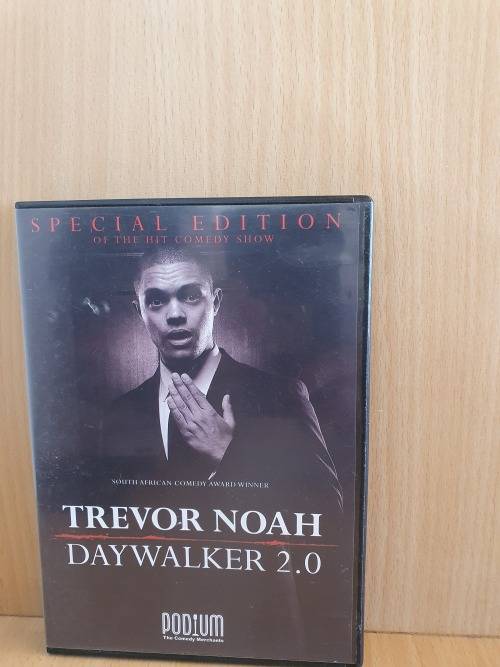 SPECIAL EDITION
OF THE HIT COMEDY SHOW
SOUTH AFRICAN COMEDY AWARD WINNER
TREVOR NOAH
DAYWALKER 2.0
PODIUM
The Comedy Merchants